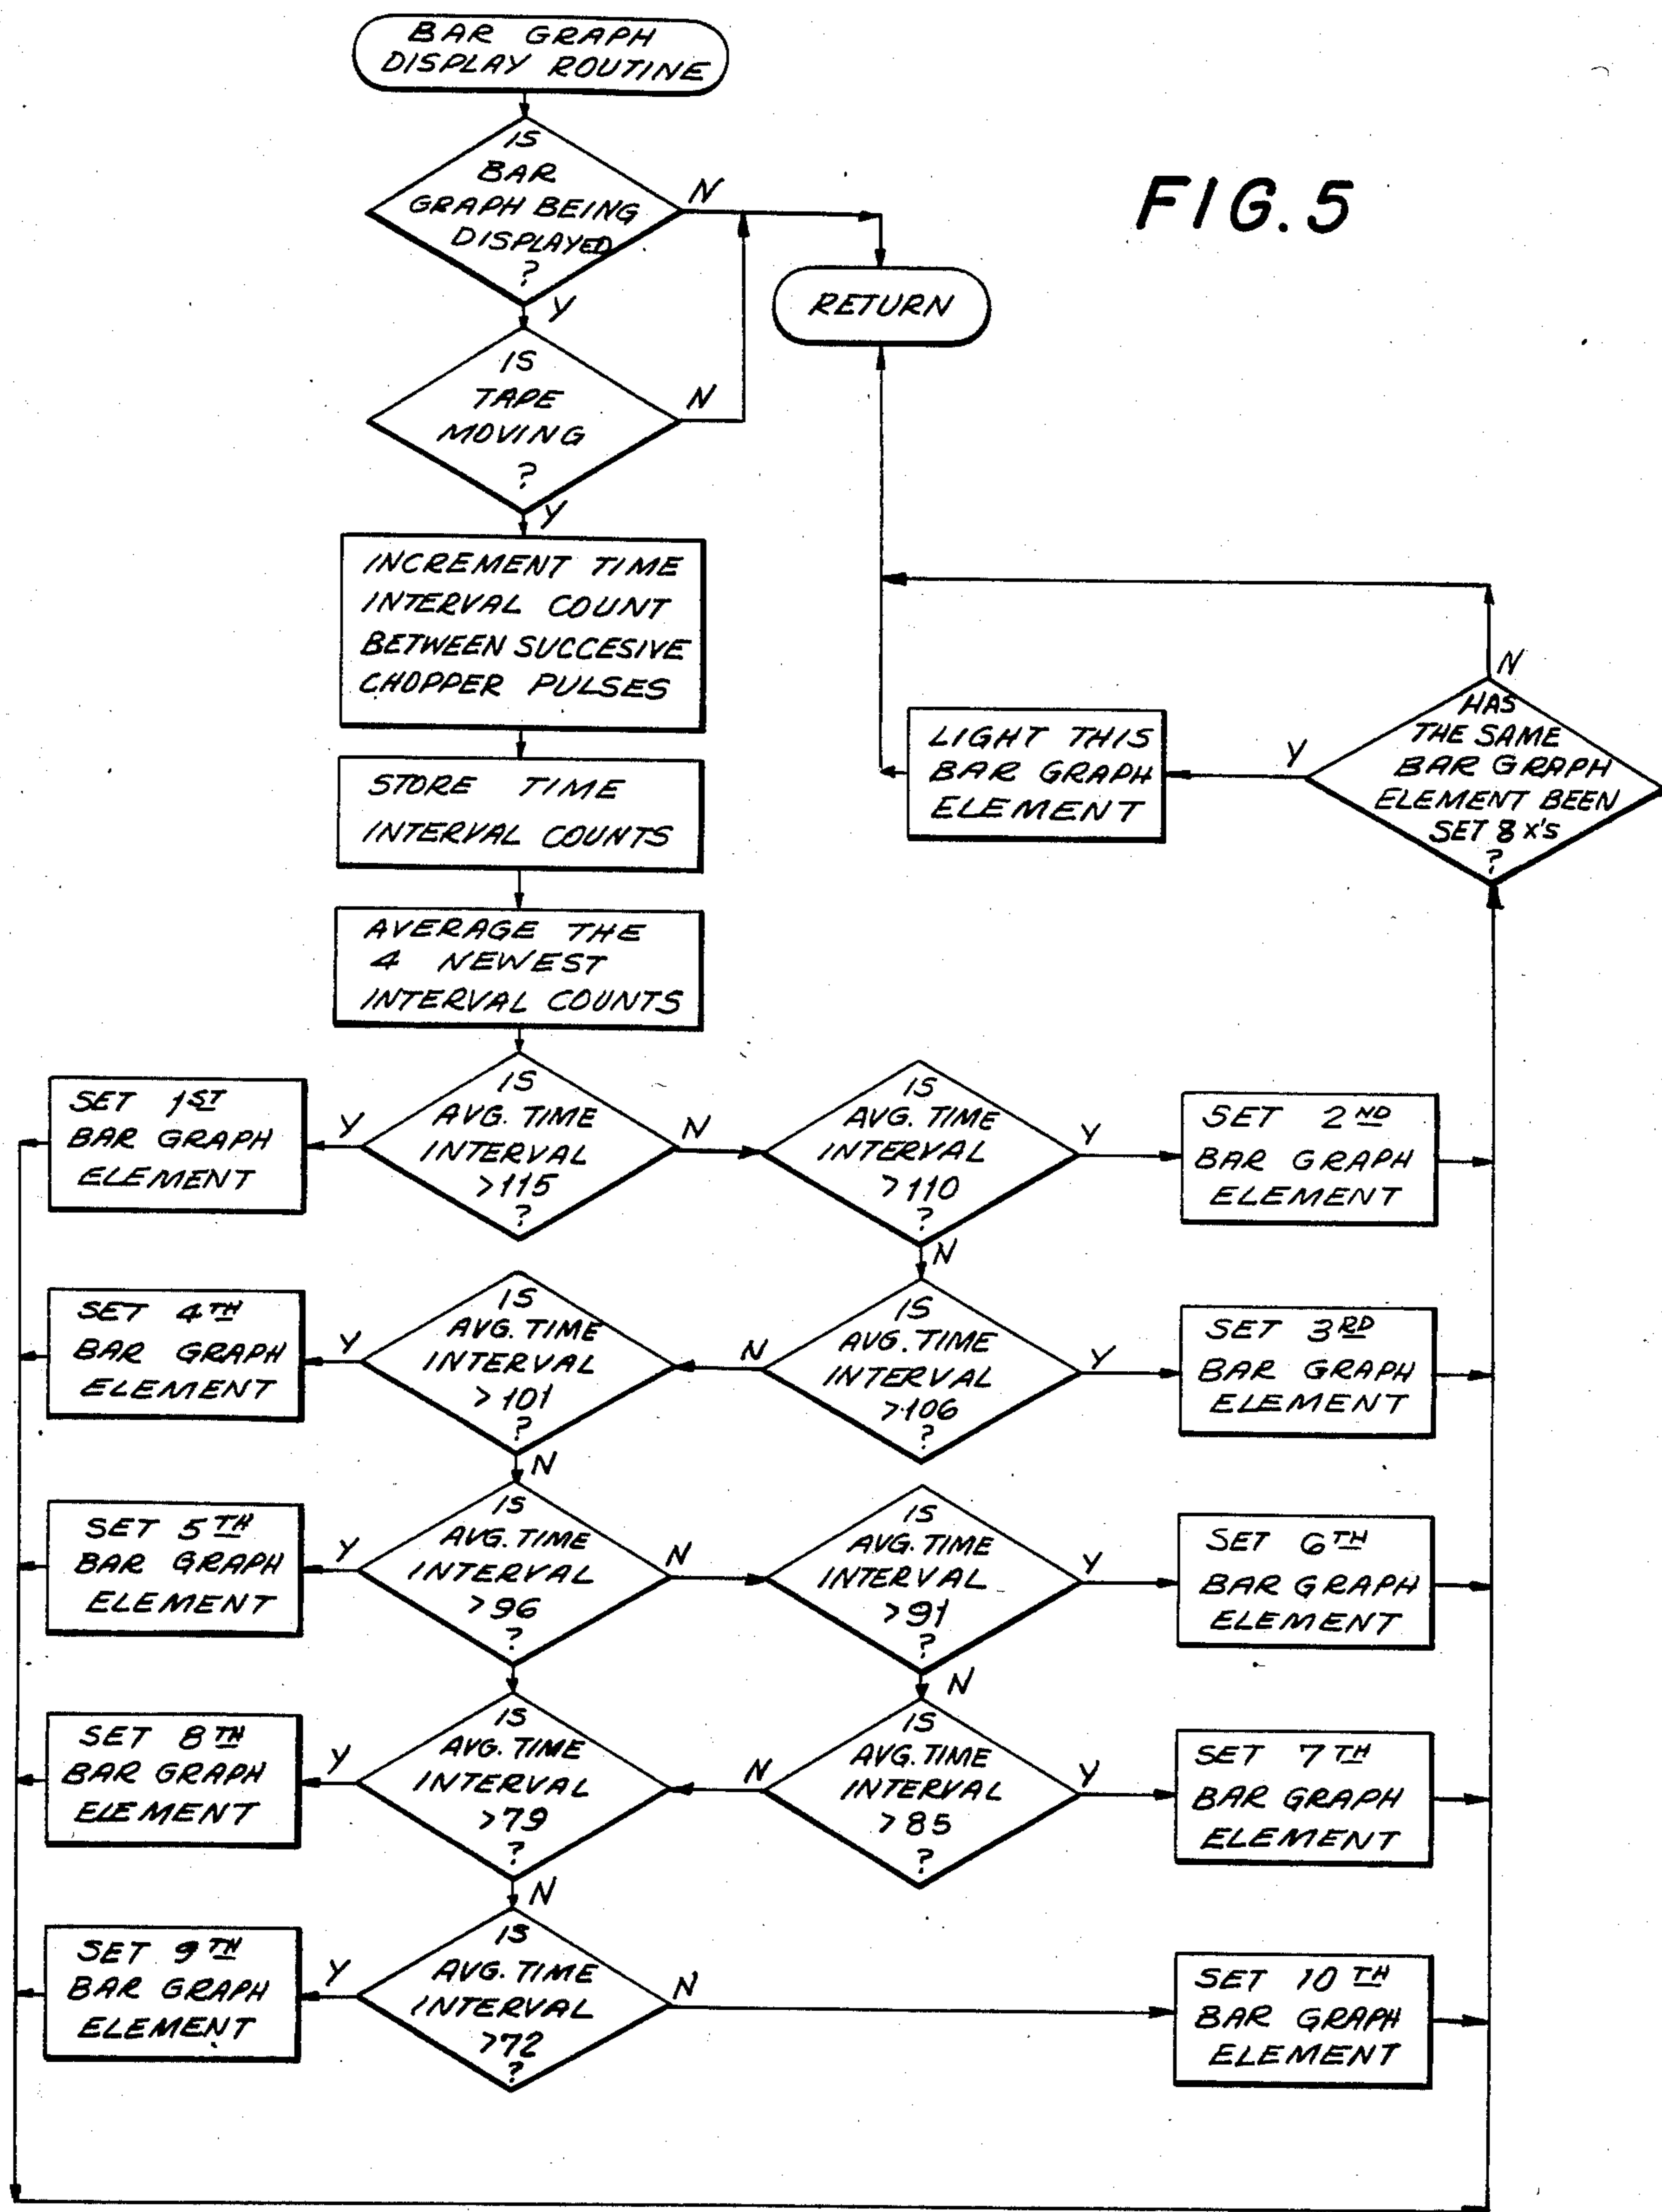 BAR GRAPH
DISPLAY ROUTINE
FIG. 5
IS
BAR
GRAPH BEING
DISPLAYED
?
N
Y
RETURN
IS
TAPE
MOVING
?
N
Y
INCREMENT TIME
INTERVAL COUNT
BETWEEN SUCCESIVE
CHOPPER PULSES
STORE TIME
INTERVAL COUNTS
AVERAGE THE
4 NEWEST
INTERVAL COUNTS
N
HAS
THE SAME
BAR GRAPH
ELEMENT BEEN
SET 8 X'S
?
Y
LIGHT THIS
BAR GRAPH
ELEMENT
SET 1ST
BAR GRAPH
ELEMENT
Y
IS
AVG. TIME
INTERVAL
>115
?
N
IS
AVG. TIME
INTERVAL
>110
?
Y
SET 2ND
BAR GRAPH
ELEMENT
N
SET 4TH
BAR GRAPH
ELEMENT
Y
IS
AVG. TIME
INTERVAL
>101
?
N
IS
AVG. TIME
INTERVAL
>106
?
Y
SET 3RD
BAR GRAPH
ELEMENT
N
SET 5TH
BAR GRAPH
ELEMENT
Y
IS
AVG. TIME
INTERVAL
>96
?
N
IS
AVG. TIME
INTERVAL
>91
?
Y
SET 6TH
BAR GRAPH
ELEMENT
N
SET 8TH
BAR GRAPH
ELEMENT
Y
IS
AVG. TIME
INTERVAL
>79
?
N
IS
AVG. TIME
INTERVAL
>85
?
Y
SET 7TH
BAR GRAPH
ELEMENT
N
SET 9TH
BAR GRAPH
ELEMENT
Y
IS
AVG. TIME
INTERVAL
>72
?
N
SET 10TH
BAR GRAPH
ELEMENT